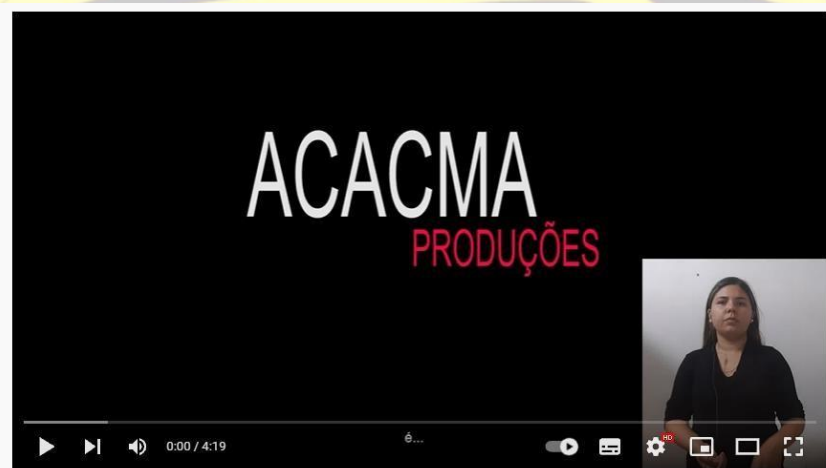 ACACMA
PRODUÇÕES
0:00 / 4:19
é...
HD